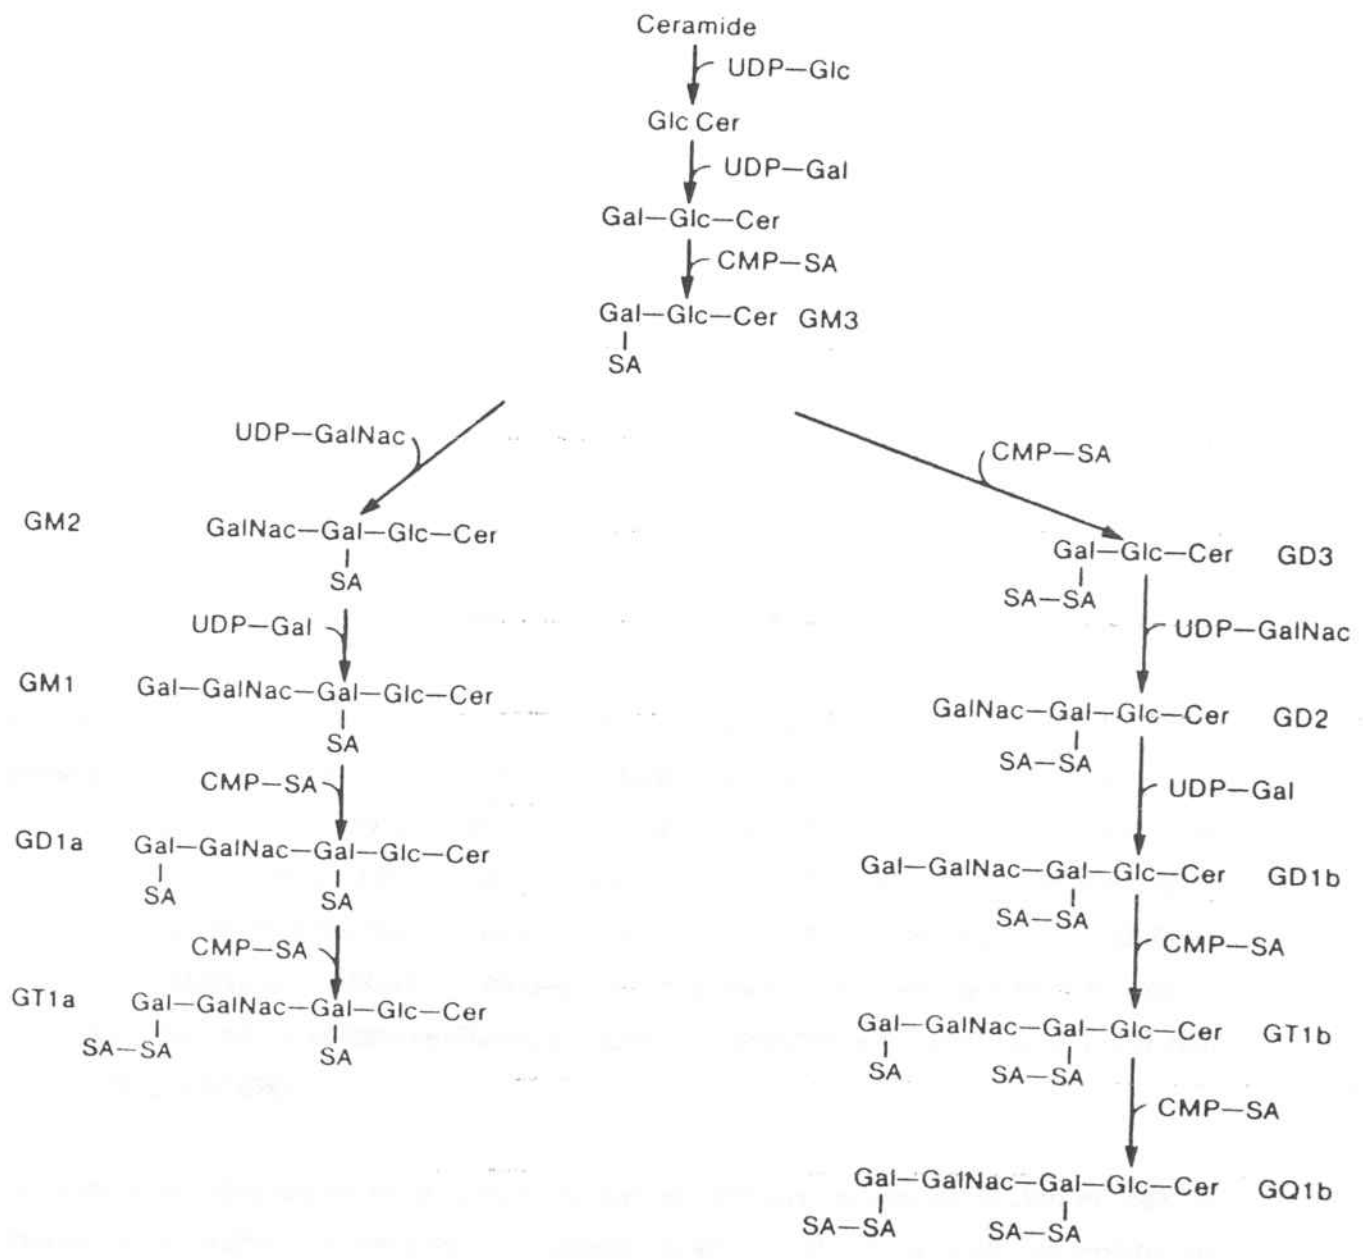 Ceramide
UDP—Glc
Glc Cer
UDP—Gal
Gal—Glc—Cer
CMP—SA
Gal—Glc—Cer GM3
SA
UDP—GalNac
GM2 GalNac—Gal—Glc—Cer
SA
UDP—Gal
GM1 Gal—GalNac—Gal—Glc—Cer
SA
CMP—SA
GD1a Gal—GalNac—Gal—Glc—Cer
SA SA
CMP—SA
GT1a Gal—GalNac—Gal—Glc—Cer
SA—SA SA
CMP—SA
Gal—Glc—Cer GD3
SA—SA
UDP—GalNac
GalNac—Gal—Glc—Cer GD2
SA—SA
UDP—Gal
Gal—GalNac—Gal—Glc—Cer GD1b
SA—SA
CMP—SA
Gal—GalNac—Gal—Glc—Cer GT1b
SA SA—SA
CMP—SA
Gal—GalNac—Gal—Glc—Cer GQ1b
SA—SA SA—SA